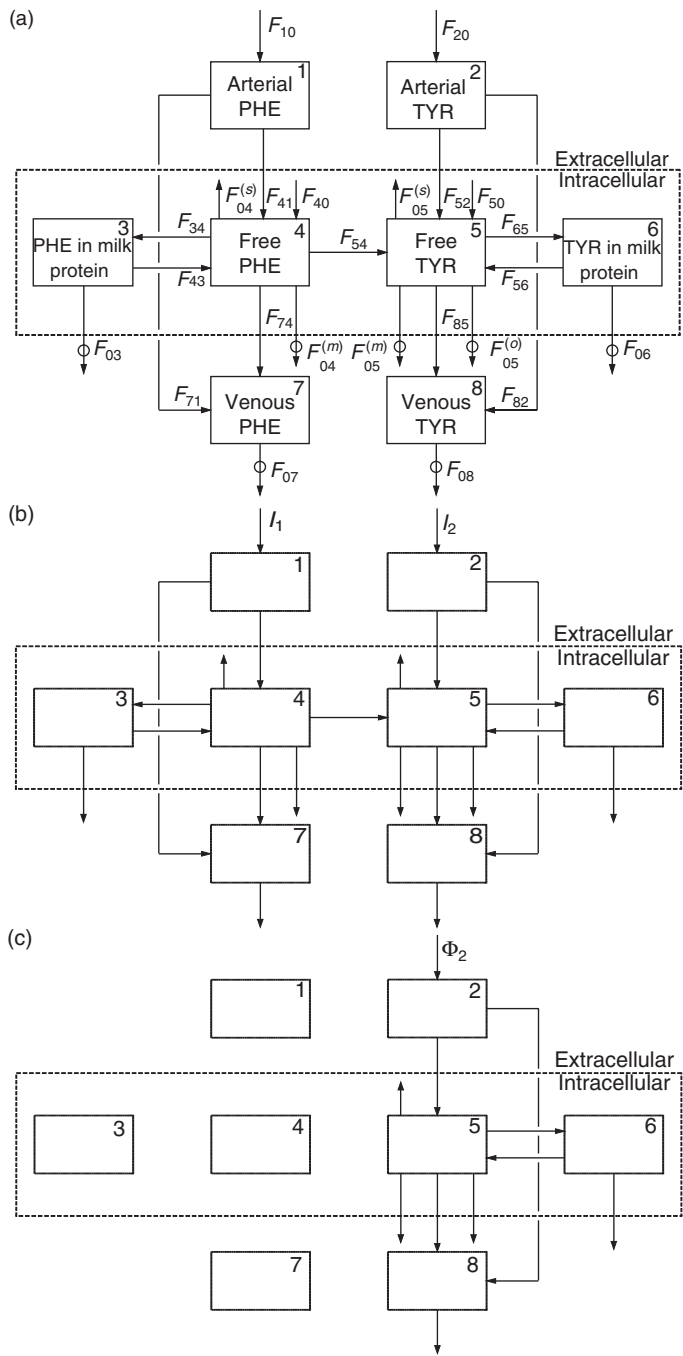 (a)
F10
F20
1
Arterial
PHE
2
Arterial
TYR
Extracellular
Intracellular
F04(s)
F41
F40
F05(s)
F52
F50
3
PHE in milk
protein
F34
F43
4
Free
PHE
F54
5
Free
TYR
F65
F56
6
TYR in milk
protein
F03
F74
F04(m)
F05(m)
F85
F05(o)
F06
F71
7
Venous
PHE
8
Venous
TYR
F82
F07
F08
(b)
I1
I2
1
2
Extracellular
Intracellular
3
4
5
6
7
8
(c)
Φ2
1
2
Extracellular
Intracellular
3
4
5
6
7
8